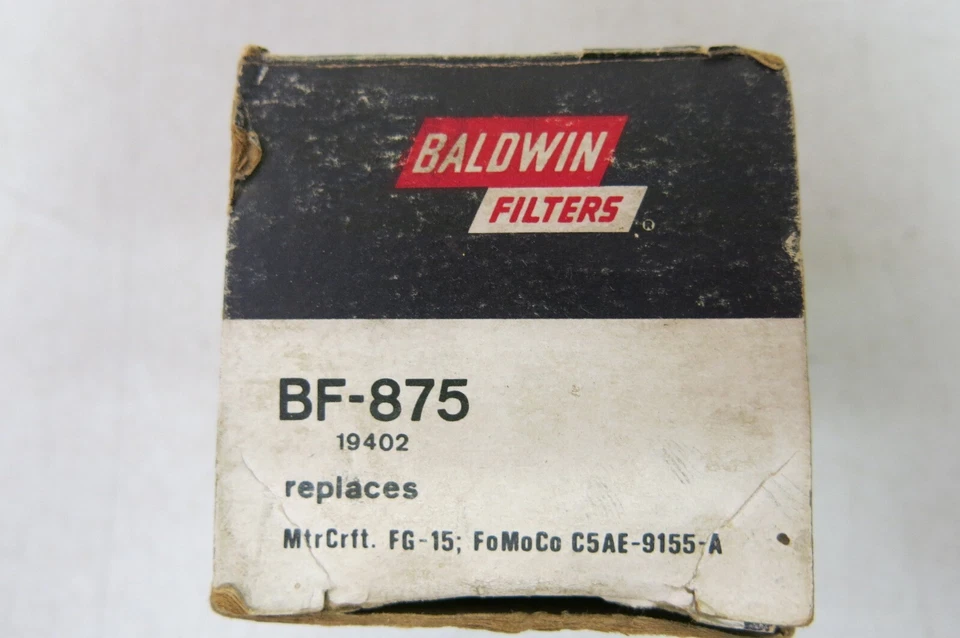 BALDWIN
FILTERS ®
BF-875
19402
replaces
MtrCrft. FG-15; FoMoCo C5AE-9155-A